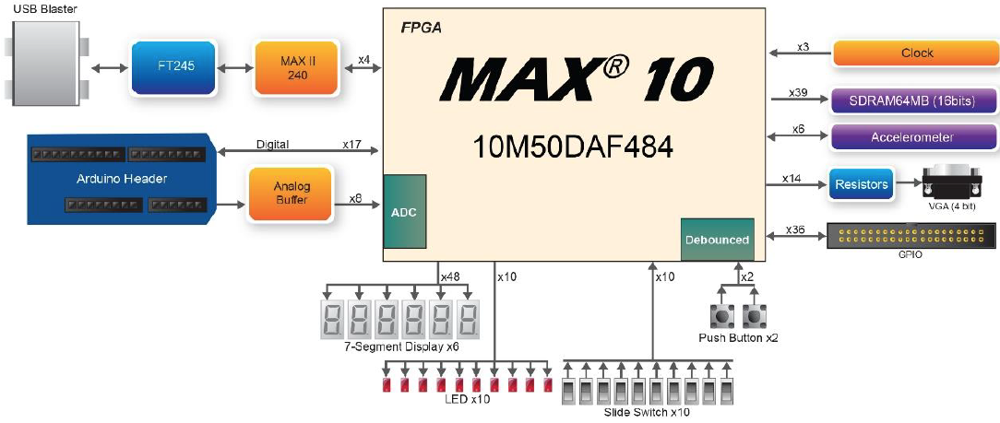 USB Blaster
FPGA
MAX® 10
10M50DAF484
FT245
MAX II
240
x4
x3
Clock
x39
SDRAM64MB (16bits)
x6
Accelerometer
Digital
x17
Arduino Header
Analog
Buffer
x8
ADC
x14
Resistors
VGA (4 bit)
Debounced
x36
GPIO
x48
x10
x10
x2
7-Segment Display x6
Push Button x2
LED x10
Slide Switch x10